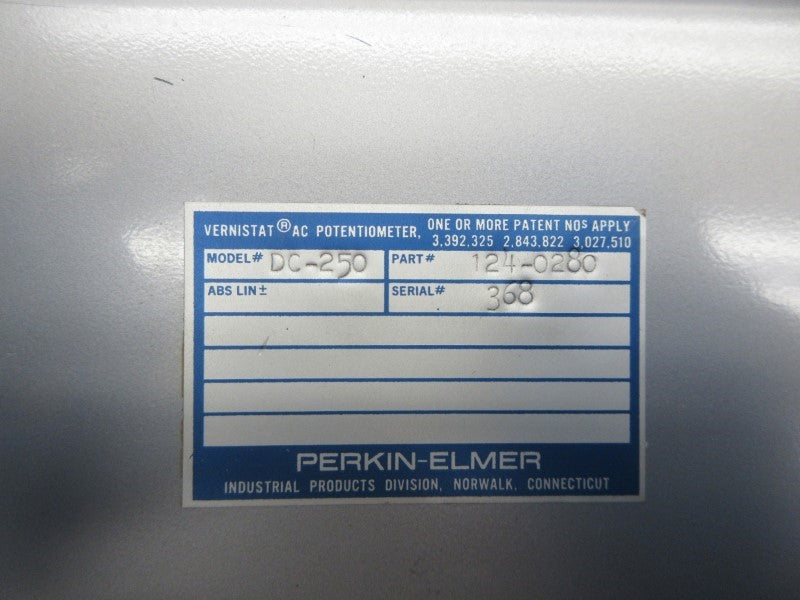 VERNISTAT® AC POTENTIOMETER, ONE OR MORE PATENT NOS APPLY
3,392,325 2,843,822 3,027,510
MODEL# DC-250 PART# 124-0280
ABS LIN ± SERIAL# 368
PERKIN-ELMER
INDUSTRIAL PRODUCTS DIVISION, NORWALK, CONNECTICUT